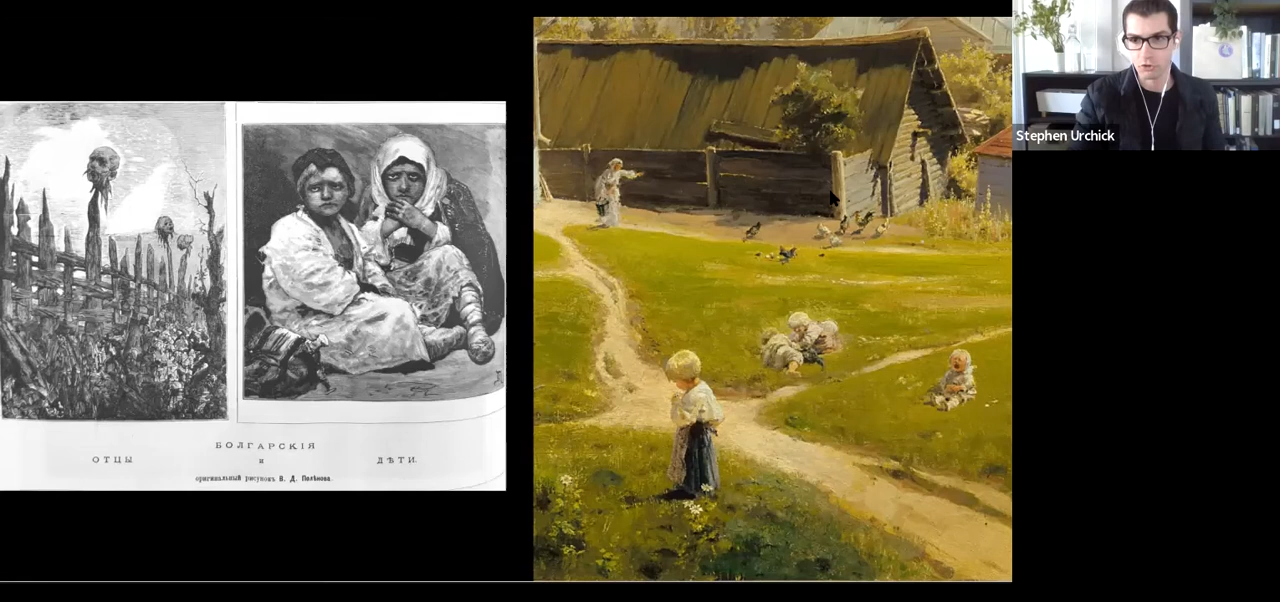 Stephen Urchick
БОЛГАРСКІЯ
ОТЦЫ и ДѢТИ.
оригинальный рисунокъ В. Д. Полѣнова.